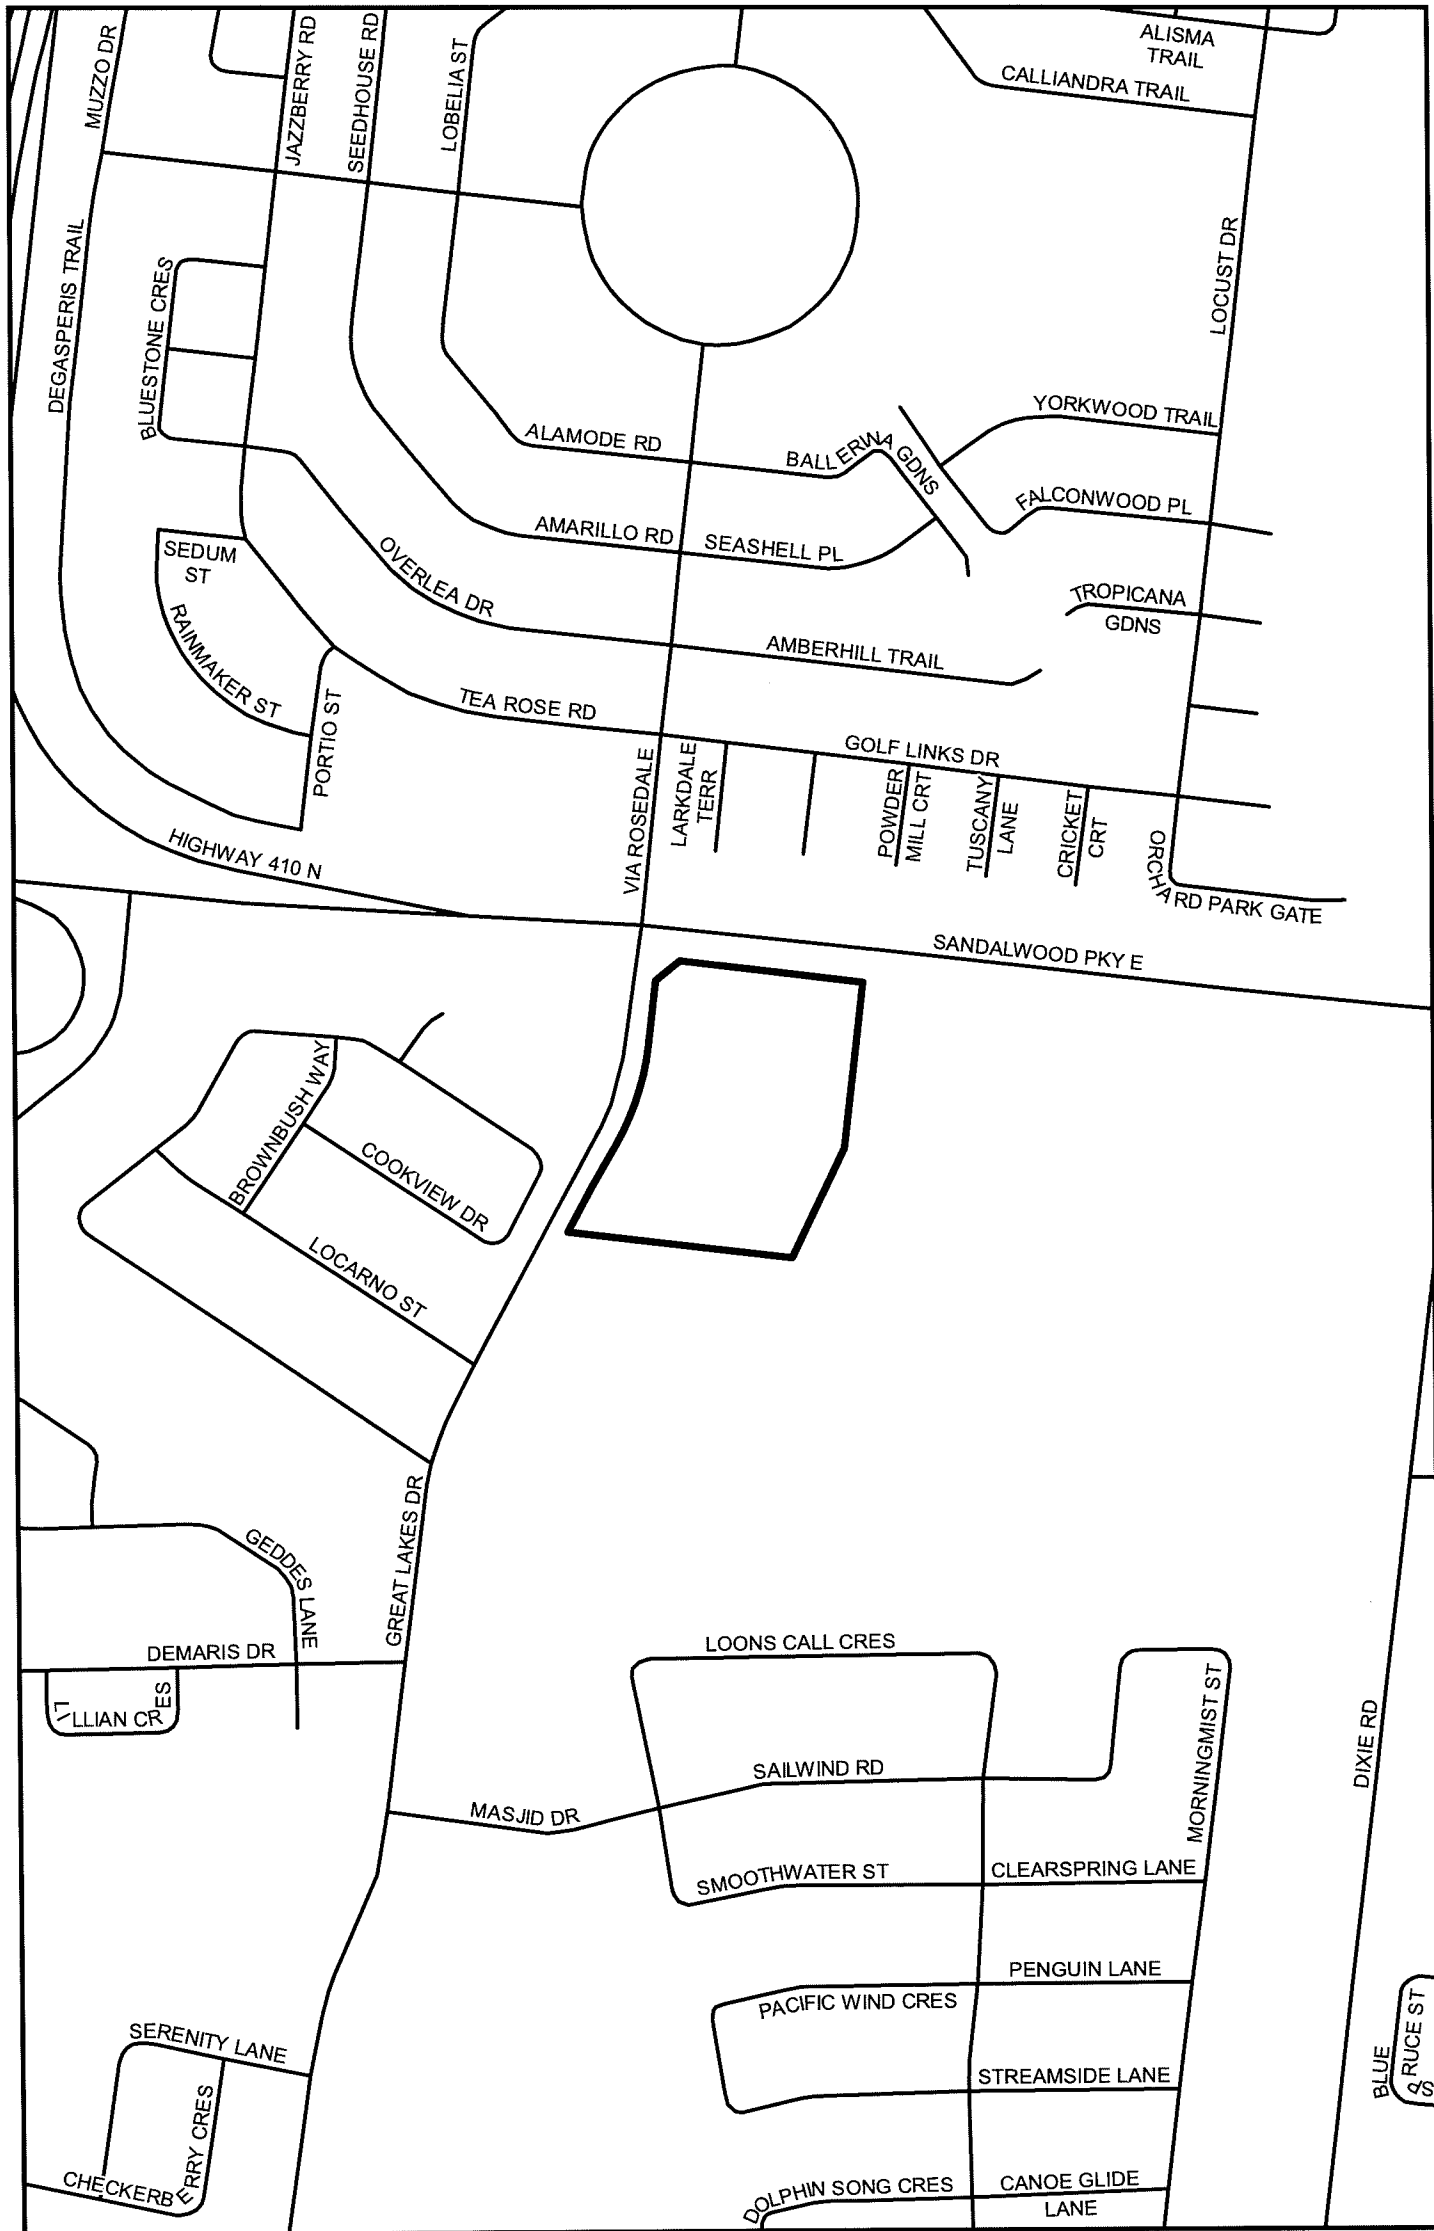 MUZZO DR
JAZZBERRY RD
SEEDHOUSE RD
LOBELIA ST
ALISMA
TRAIL
CALLIANDRA TRAIL
DEGASPERIS TRAIL
BLUESTONE CRES
LOCUST DR
YORKWOOD TRAIL
ALAMODE RD
BALLERINA GDNS
FALCONWOOD PL
AMARILLO RD
SEASHELL PL
SEDUM
ST
OVERLEA DR
TROPICANA
GDNS
RAINMAKER ST
AMBERHILL TRAIL
PORTIO ST
TEA ROSE RD
VIA ROSEDALE
LARKDALE
TERR
GOLF LINKS DR
POWDER
MILL CRT
TUSCANY
LANE
CRICKET
CRT
ORCHARD PARK GATE
HIGHWAY 410 N
SANDALWOOD PKY E
BROWNBUSH WAY
COOKVIEW DR
LOCARNO ST
GEDDES LANE
GREAT LAKES DR
DEMARIS DR
LILLIAN CRES
LOONS CALL CRES
MORNINGMIST ST
DIXIE RD
SAILWIND RD
MASJID DR
SMOOTHWATER ST
CLEARSPRING LANE
PENGUIN LANE
PACIFIC WIND CRES
SERENITY LANE
STREAMSIDE LANE
BLUE
SPRUCE ST
CHECKERBERRY CRES
DOLPHIN SONG CRES
CANOE GLIDE
LANE